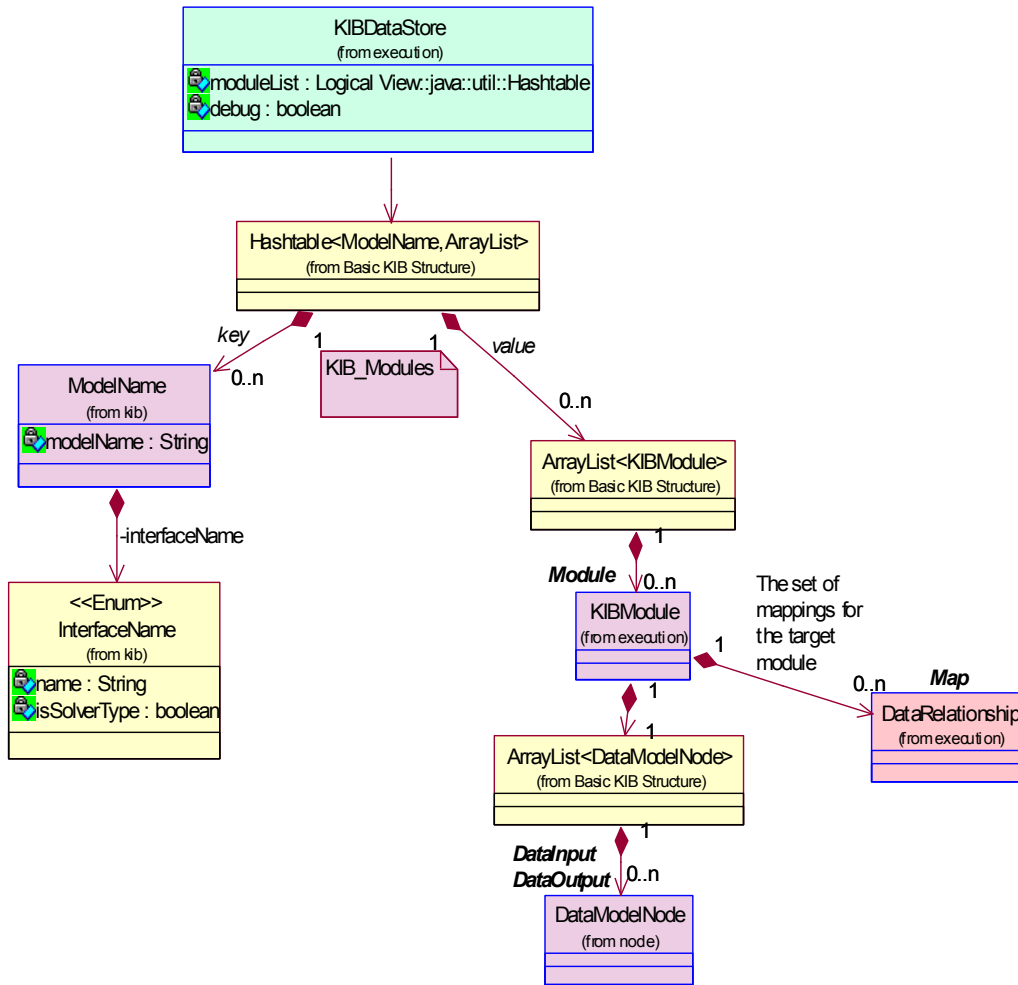 KIBDataStore
(from execution)
moduleList : Logical View::java::util::Hashtable
debug : boolean
Hashtable<ModelName, ArrayList>
(from Basic KIB Structure)
key
1
1
value
0..n
KIB_Modules
0..n
ModelName
(from kib)
modelName : String
ArrayList<KIBModule>
(from Basic KIB Structure)
-interfaceName
1
Module
0..n
<<Enum>>
InterfaceName
(from kib)
name : String
isSolverType : boolean
KIBModule
(from execution)
The set of
mappings for
the target
module
1
0..n
Map
1
1
DataRelationship
(from execution)
ArrayList<DataModelNode>
(from Basic KIB Structure)
1
DataInput
DataOutput
0..n
DataModelNode
(from node)